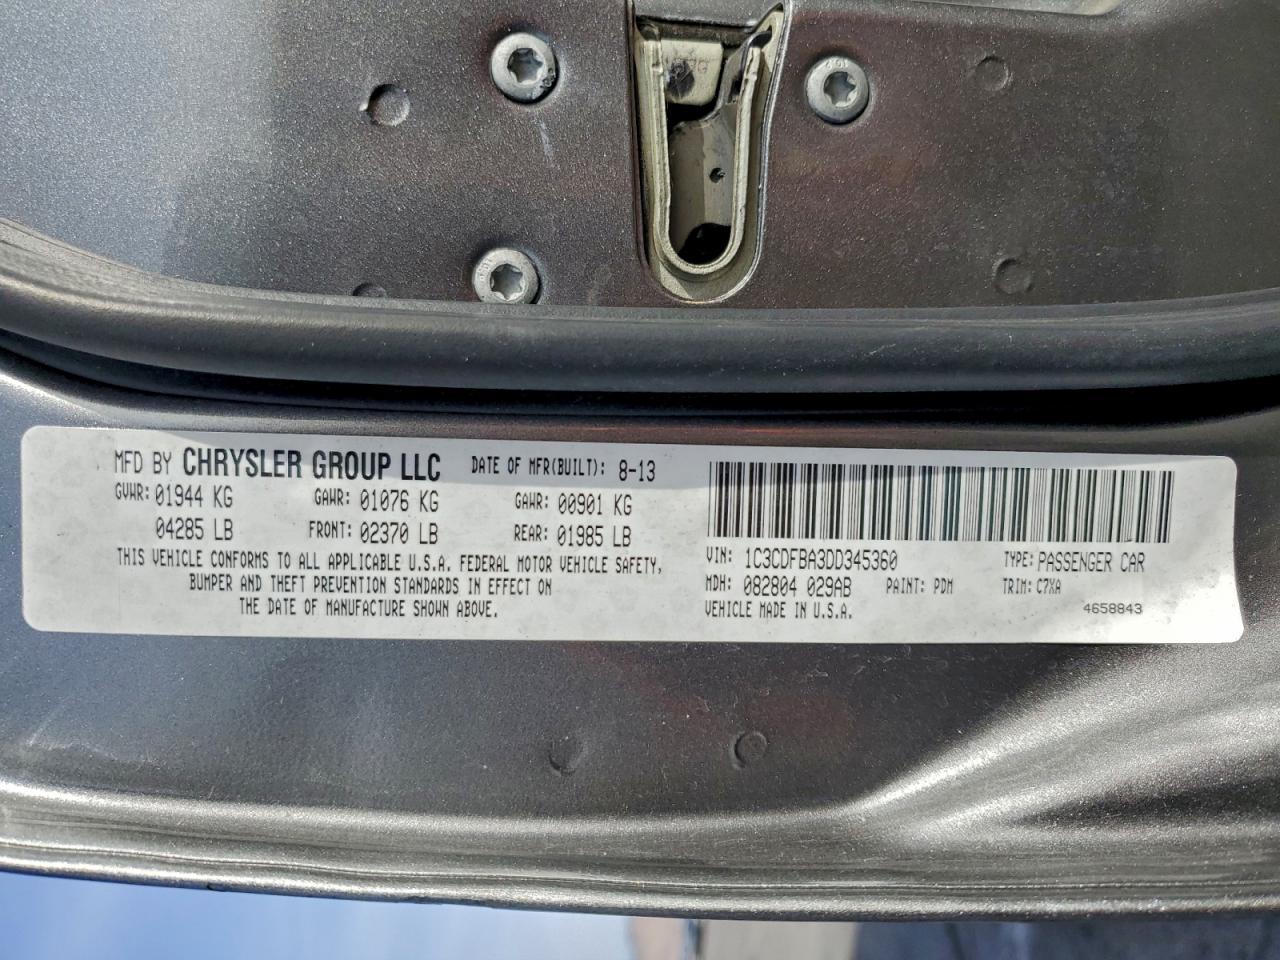 MFD BY CHRYSLER GROUP LLC DATE OF MFR(BUILT): 8-13
GVWR: 01944 KG GAWR: 01076 KG GAWR: 00901 KG
04285 LB FRONT: 02370 LB REAR: 01985 LB
THIS VEHICLE CONFORMS TO ALL APPLICABLE U.S.A. FEDERAL MOTOR VEHICLE SAFETY,
BUMPER AND THEFT PREVENTION STANDARDS IN EFFECT ON
THE DATE OF MANUFACTURE SHOWN ABOVE.
VIN: 1C3CDFBA3DD345360 TYPE: PASSENGER CAR
MDH: 082804 029AB PAINT: PDM TRIM: C7XA
VEHICLE MADE IN U.S.A. 4658843